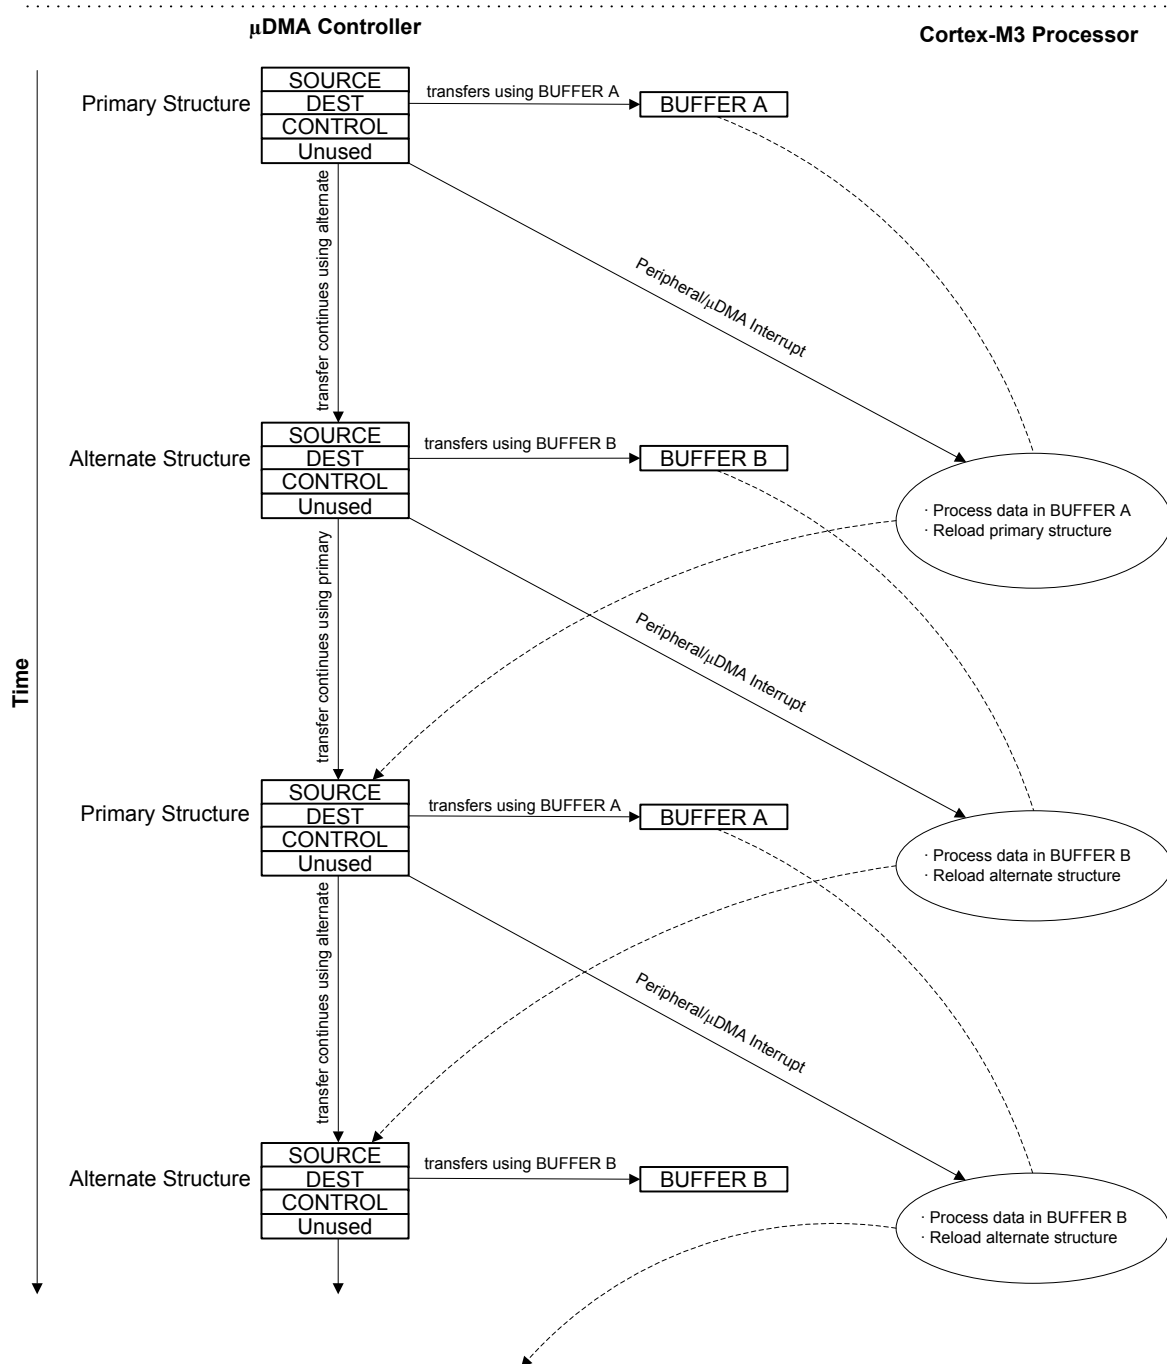 μDMA Controller
Cortex-M3 Processor
Primary Structure
SOURCE
DEST
CONTROL
Unused
transfers using BUFFER A
BUFFER A
transfer continues using alternate
Peripheral/μDMA Interrupt
Alternate Structure
SOURCE
DEST
CONTROL
Unused
transfers using BUFFER B
BUFFER B
· Process data in BUFFER A
· Reload primary structure
transfer continues using primary
Peripheral/μDMA Interrupt
Time
Primary Structure
SOURCE
DEST
CONTROL
Unused
transfers using BUFFER A
BUFFER A
· Process data in BUFFER B
· Reload alternate structure
transfer continues using alternate
Peripheral/μDMA Interrupt
Alternate Structure
SOURCE
DEST
CONTROL
Unused
transfers using BUFFER B
BUFFER B
· Process data in BUFFER B
· Reload alternate structure